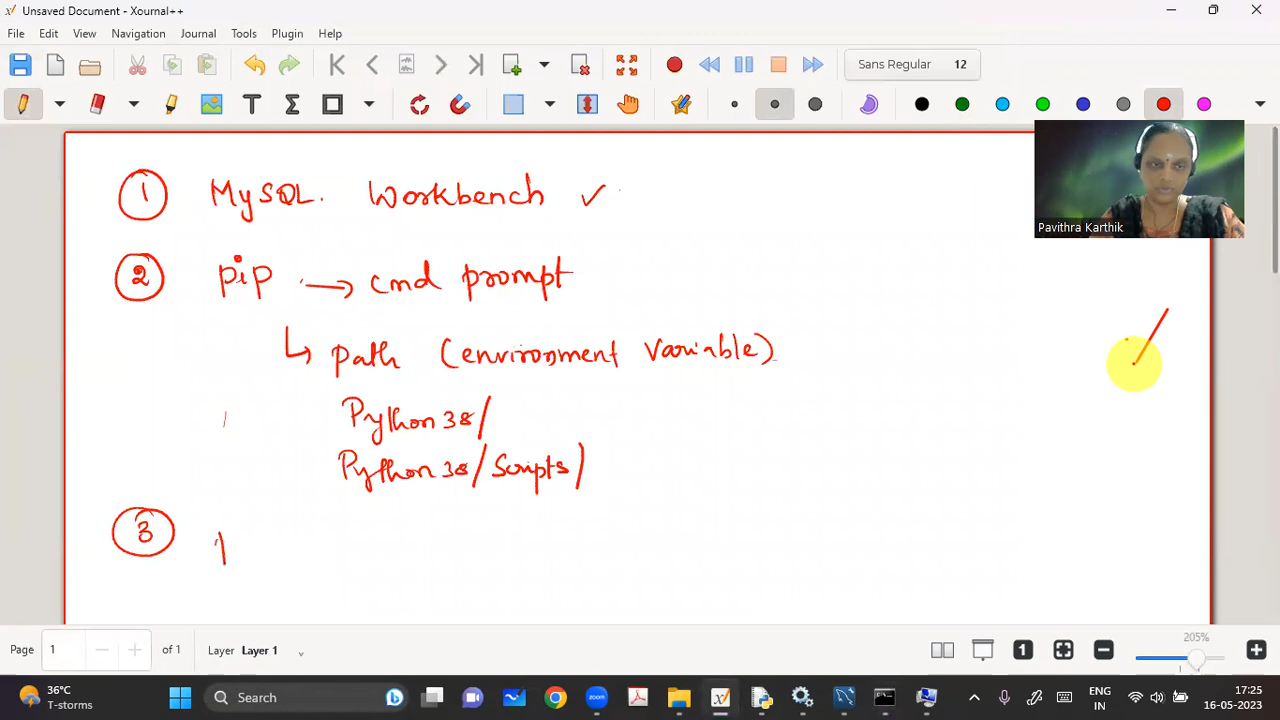 Unsaved Document - Xournal++
File Edit View Navigation Journal Tools Plugin Help
Sans Regular 12
1 MySQL. Workbench ✓
Pavithra Karthik
2 pip → cmd prompt
↳ path (environment variable)
Python38/
Python38/Scripts/
3
Page 1 of 1 Layer Layer 1
205%
1
36°C
T-storms
Search
ENG
IN
17:25
16-05-2023